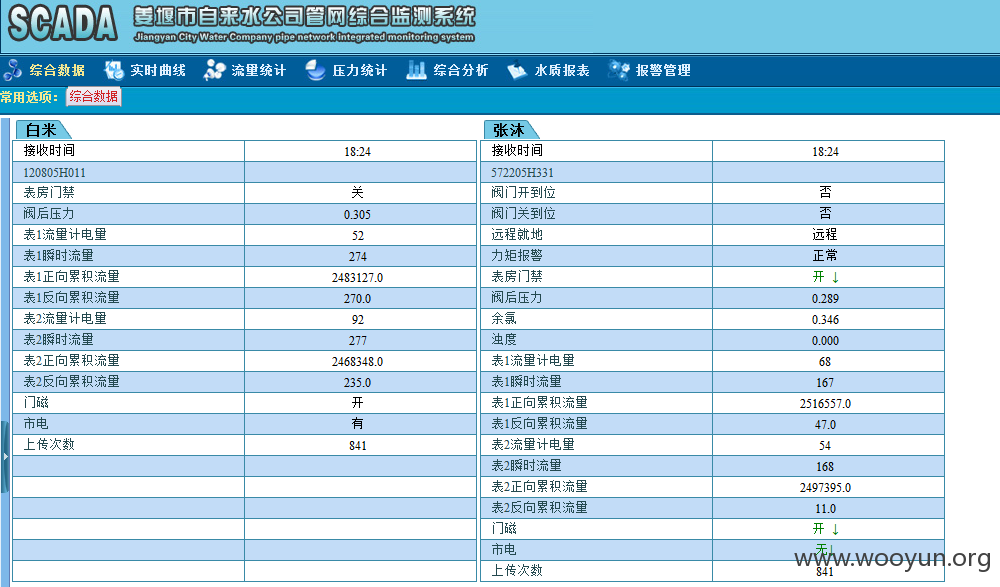 SCADA 姜堰市自来水公司管网综合监测系统
Jiangyan City Water Company pipe network integrated monitoring system
综合数据 实时曲线 流量统计 压力统计 综合分析 水质报表 报警管理
常用选项： 综合数据
白米
接收时间 18:24
120805H011
表房门禁 关
阀后压力 0.305
表1流量计电量 52
表1瞬时流量 274
表1正向累积流量 2483127.0
表1反向累积流量 270.0
表2流量计电量 92
表2瞬时流量 277
表2正向累积流量 2468348.0
表2反向累积流量 235.0
门磁 开
市电 有
上传次数 841
张沐
接收时间 18:24
572205H331
阀门开到位 否
阀门关到位 否
远程就地 远程
力矩报警 正常
表房门禁 开 ↓
阀后压力 0.289
余氯 0.346
浊度 0.000
表1流量计电量 68
表1瞬时流量 167
表1正向累积流量 2516557.0
表1反向累积流量 47.0
表2流量计电量 54
表2瞬时流量 168
表2正向累积流量 2497395.0
表2反向累积流量 11.0
门磁 开 ↓
市电 无↓
上传次数 841
www.wooyun.org